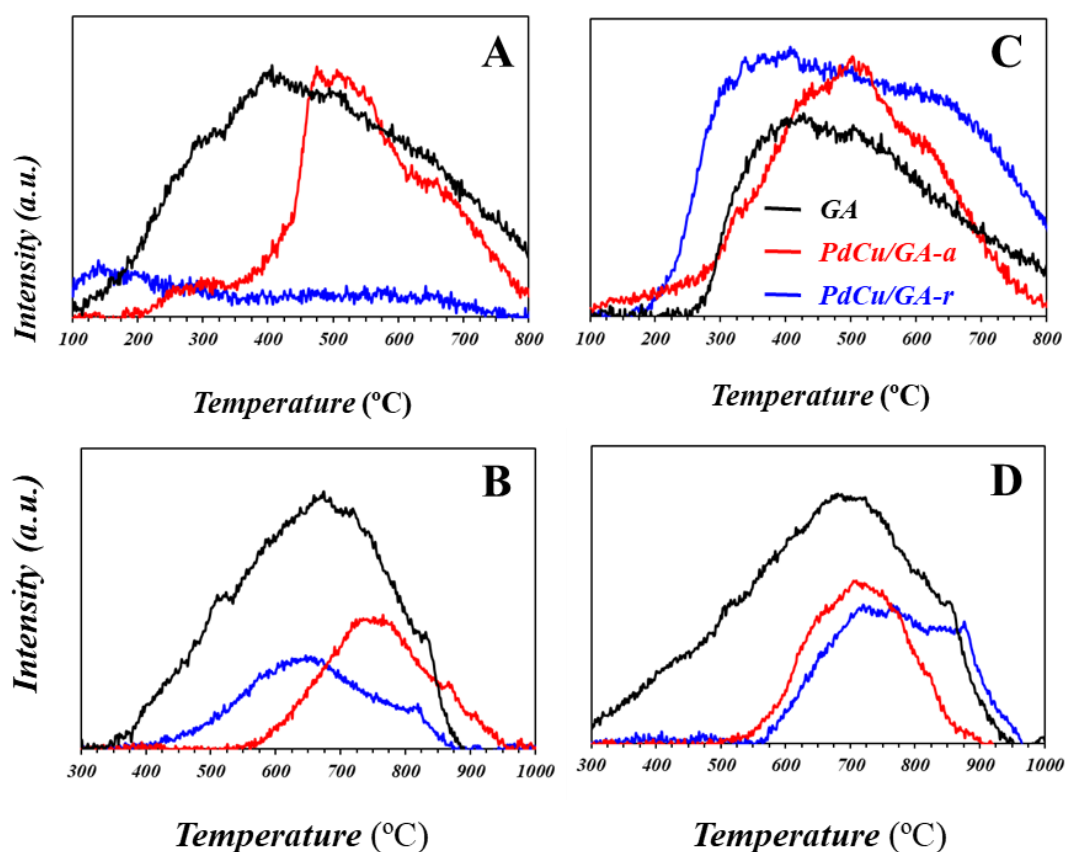 A
C
Intensity (a.u.)
GA
PdCu/GA-a
PdCu/GA-r
100 200 300 400 500 600 700 800
100 200 300 400 500 600 700 800
Temperature (ºC)
Temperature (ºC)
B
D
Intensity (a.u.)
300 400 500 600 700 800 900 1000
300 400 500 600 700 800 900 1000
Temperature (ºC)
Temperature (ºC)